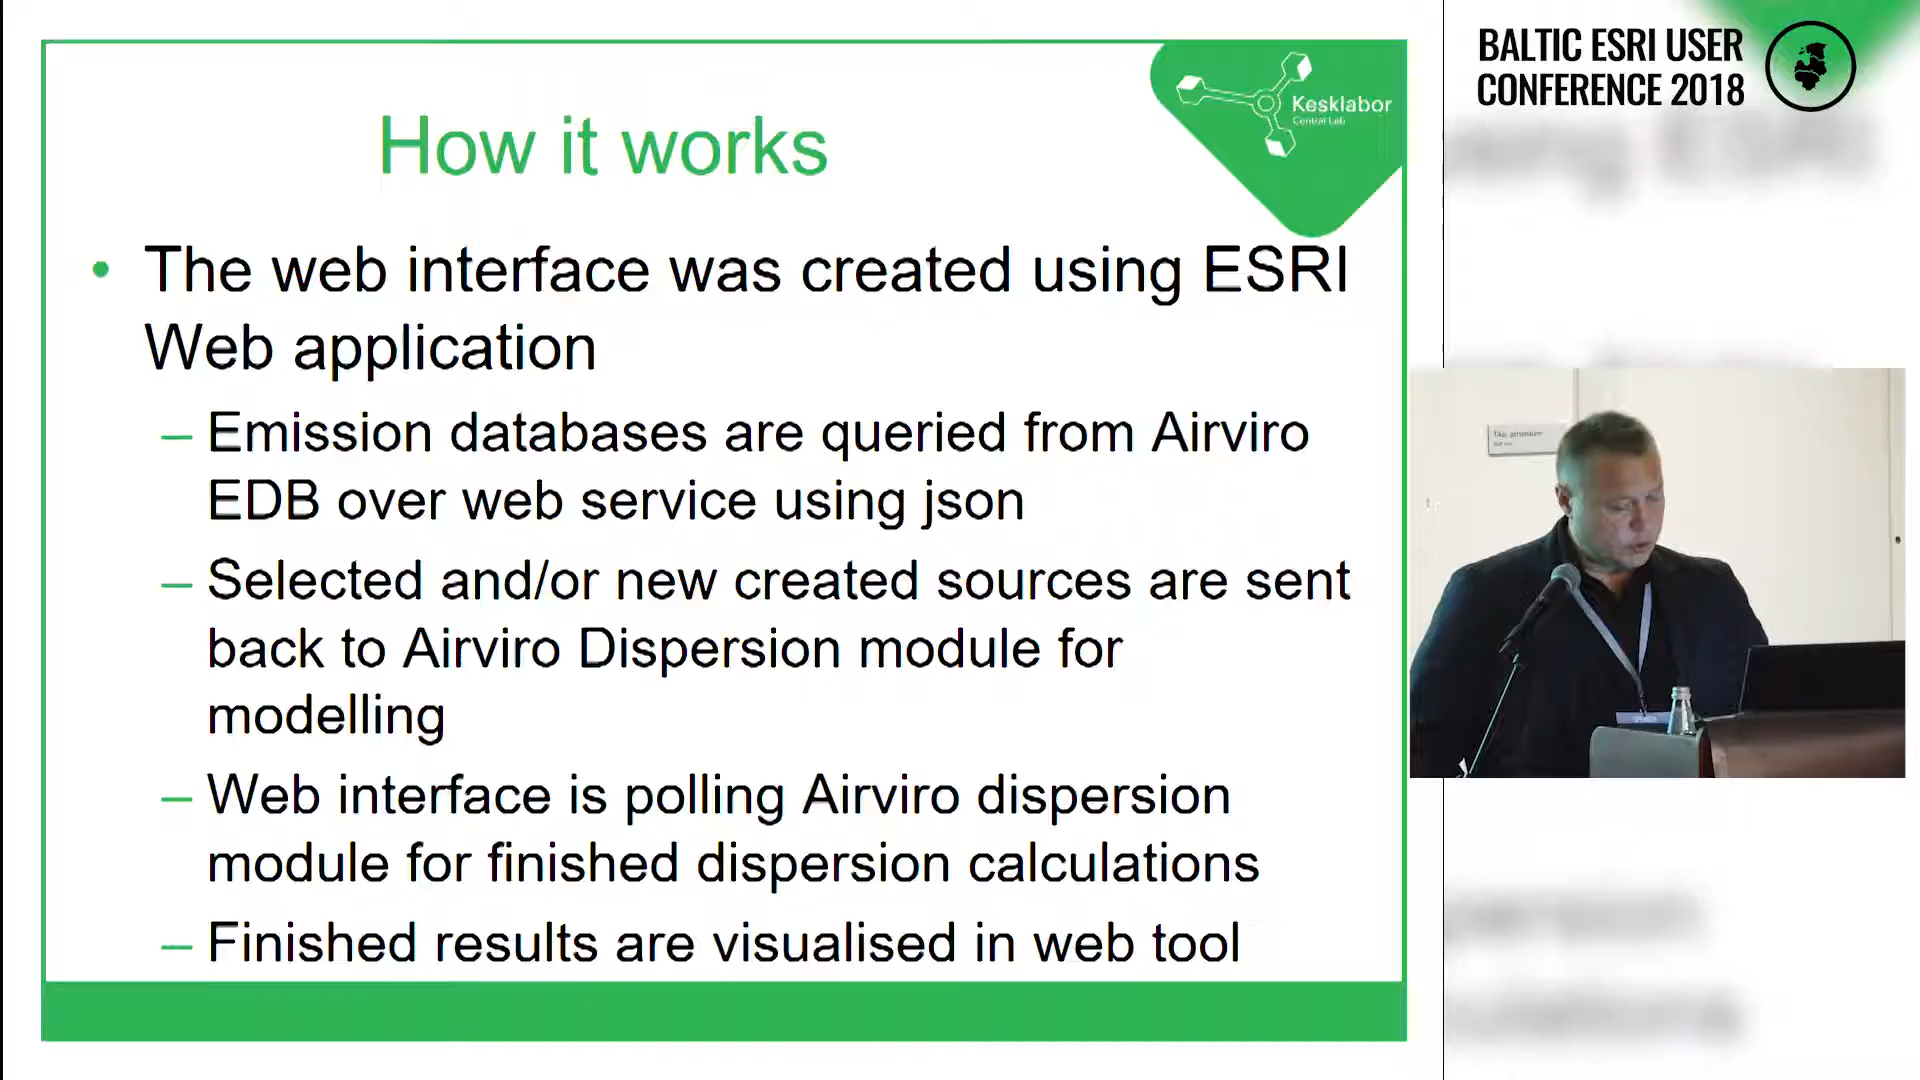 How it works
Kesklabor
Central Lab
• The web interface was created using ESRI
Web application
– Emission databases are queried from Airviro
EDB over web service using json
– Selected and/or new created sources are sent
back to Airviro Dispersion module for
modelling
– Web interface is polling Airviro dispersion
module for finished dispersion calculations
– Finished results are visualised in web tool
BALTIC ESRI USER
CONFERENCE 2018